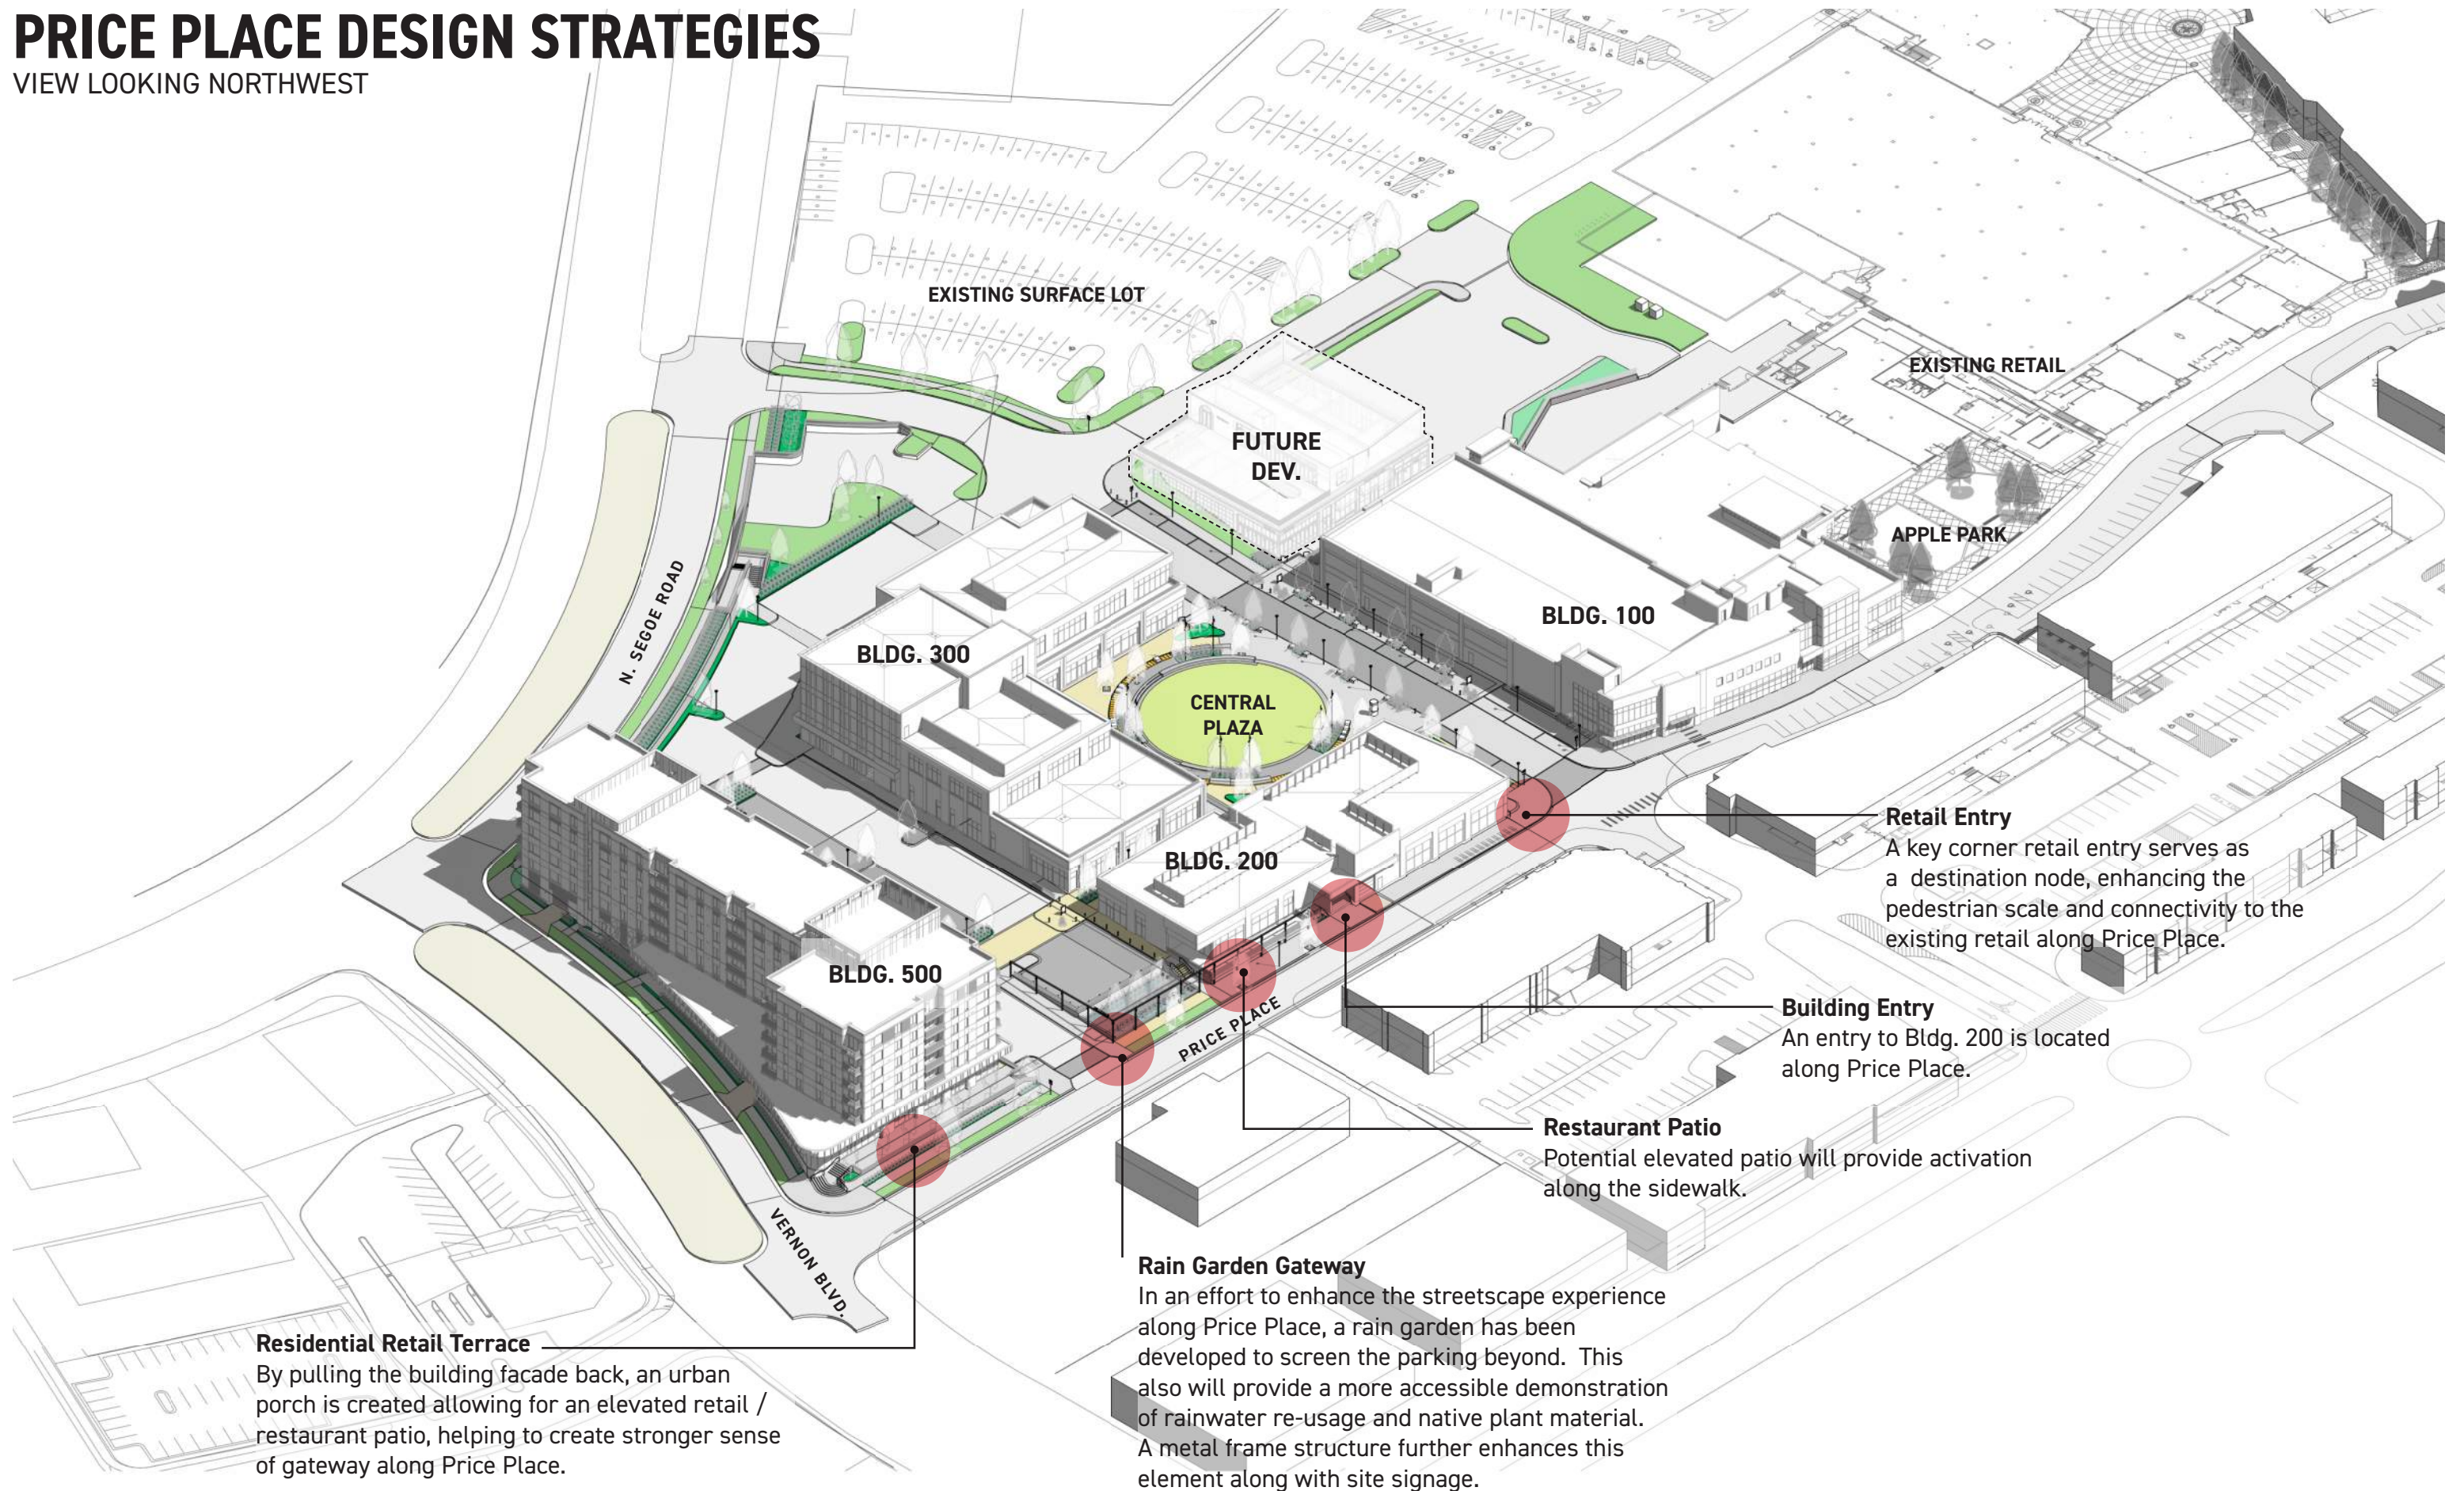 PRICE PLACE DESIGN STRATEGIES
VIEW LOOKING NORTHWEST
EXISTING SURFACE LOT
EXISTING RETAIL
FUTURE
DEV.
APPLE PARK
N. SEGOE ROAD
BLDG. 100
BLDG. 300
CENTRAL
PLAZA
BLDG. 200
BLDG. 500
PRICE PLACE
VERNON BLVD.
Retail Entry
A key corner retail entry serves as
a destination node, enhancing the
pedestrian scale and connectivity to the
existing retail along Price Place.
Building Entry
An entry to Bldg. 200 is located
along Price Place.
Restaurant Patio
Potential elevated patio will provide activation
along the sidewalk.
Rain Garden Gateway
In an effort to enhance the streetscape experience
along Price Place, a rain garden has been
developed to screen the parking beyond. This
also will provide a more accessible demonstration
of rainwater re-usage and native plant material.
A metal frame structure further enhances this
element along with site signage.
Residential Retail Terrace
By pulling the building facade back, an urban
porch is created allowing for an elevated retail /
restaurant patio, helping to create stronger sense
of gateway along Price Place.